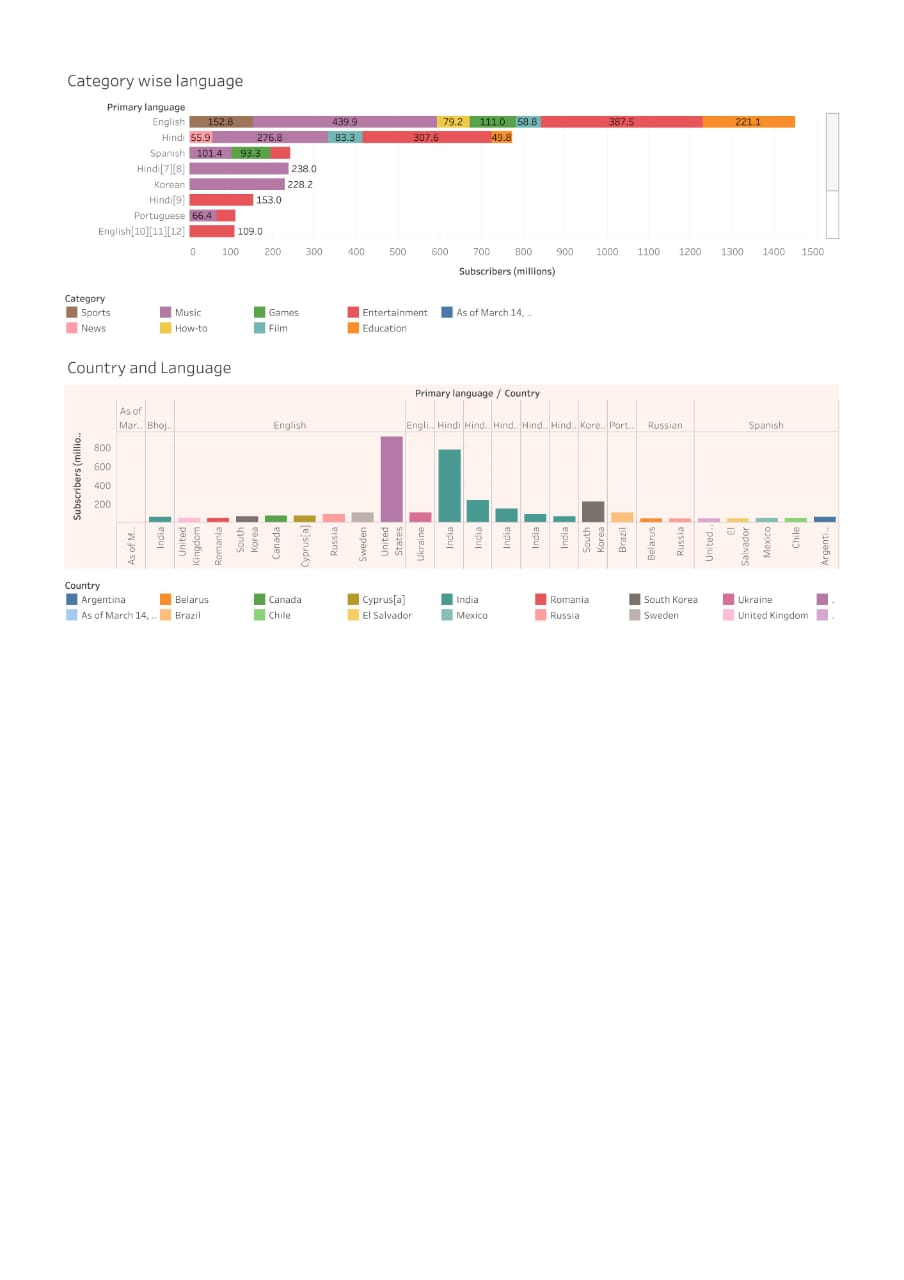 Category wise language
Primary language
English 152.8 439.9 79.2 111.0 58.8 387.5 221.1
Hindi 55.9 276.8 83.3 307.6 49.8
Spanish 101.4 93.3
Hindi[7][8] 238.0
Korean 228.2
Hindi[9] 153.0
Portuguese 66.4
English[10][11][12] 109.0
0 100 200 300 400 500 600 700 800 900 1000 1100 1200 1300 1400 1500
Subscribers (millions)
Category
Sports Music Games Entertainment As of March 14, ..
News How-to Film Education
Country and Language
Primary language / Country
As of
Mar.. Bhoj.. English Engli.. Hindi Hind.. Hind.. Hind.. Hind.. Kore.. Port.. Russian Spanish
Subscribers (millio..
800
600
400
200
As of M..
India
United
Kingdom
Romania
South
Korea
Canada
Cyprus[a]
Russia
Sweden
United
States
Ukraine
India
India
India
India
India
South
Korea
Brazil
Belarus
Russia
United..
El
Salvador
Mexico
Chile
Argenti..
Country
Argentina Belarus Canada Cyprus[a] India Romania South Korea Ukraine .
As of March 14, .. Brazil Chile El Salvador Mexico Russia Sweden United Kingdom .